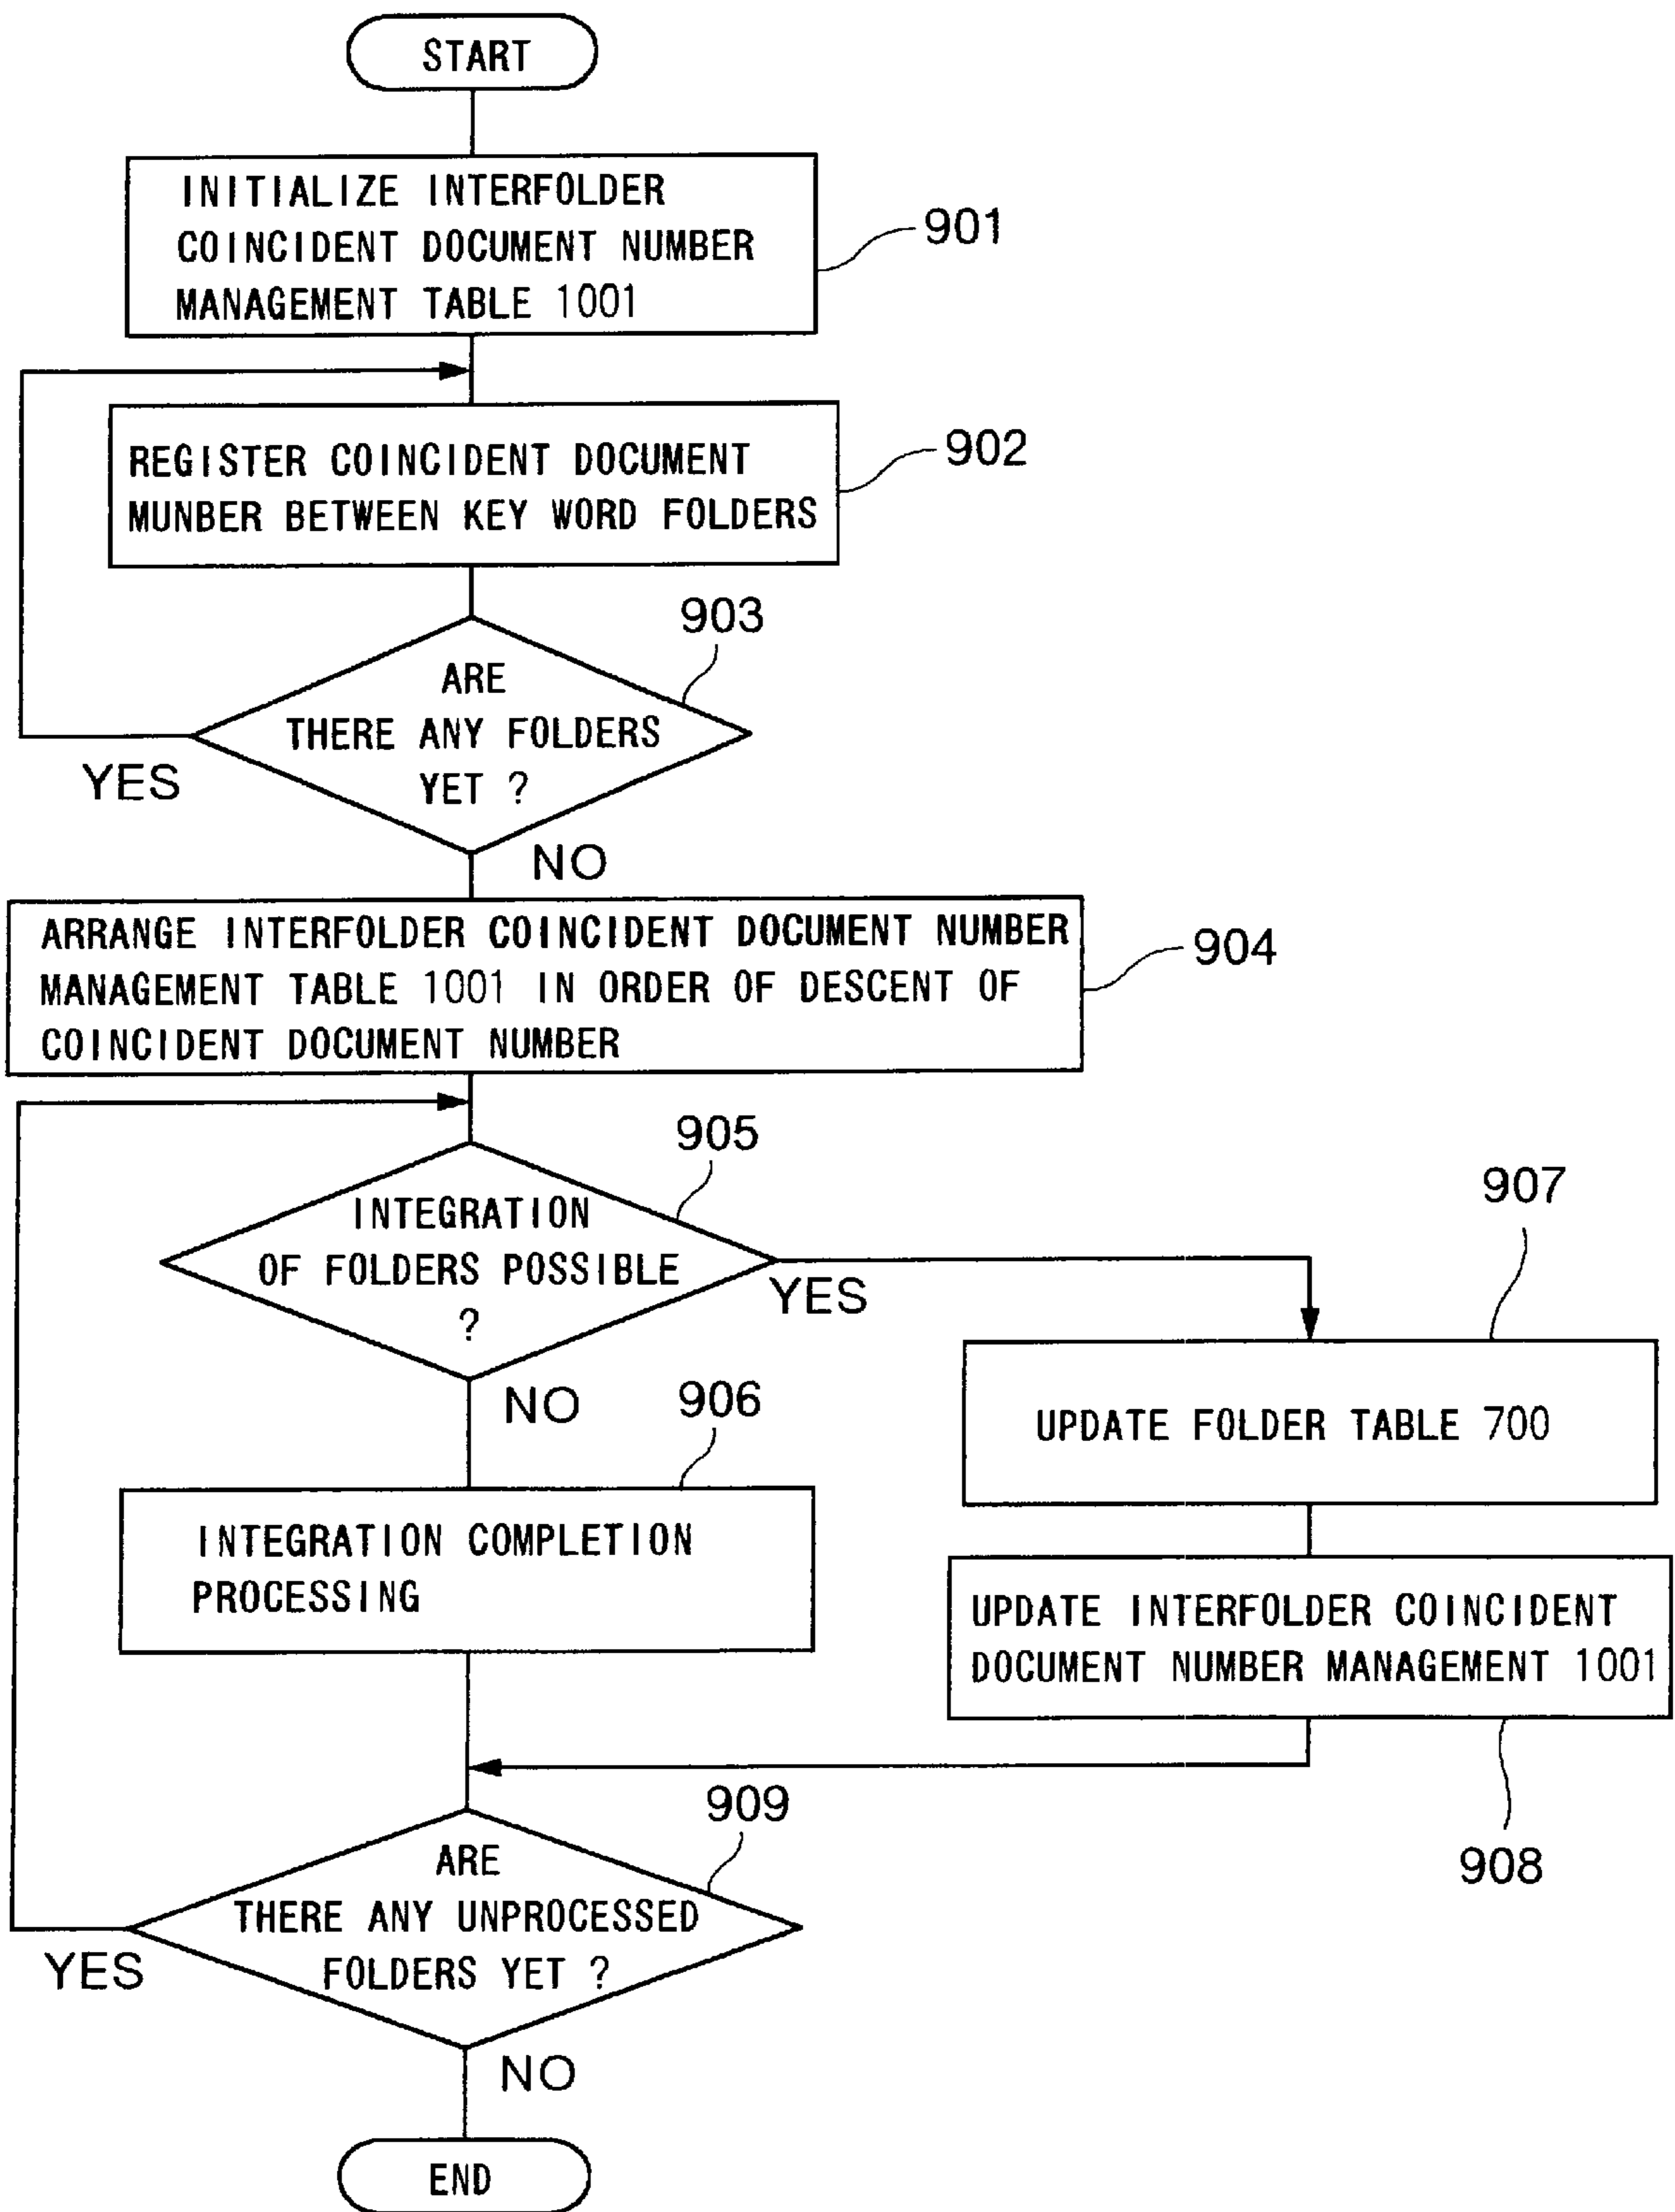 START
INITIALIZE INTERFOLDER
COINCIDENT DOCUMENT NUMBER
MANAGEMENT TABLE 1001
901
REGISTER COINCIDENT DOCUMENT
MUNBER BETWEEN KEY WORD FOLDERS
902
903
ARE
THERE ANY FOLDERS
YET ?
YES
NO
ARRANGE INTERFOLDER COINCIDENT DOCUMENT NUMBER
MANAGEMENT TABLE 1001 IN ORDER OF DESCENT OF
COINCIDENT DOCUMENT NUMBER
904
905
INTEGRATION
OF FOLDERS POSSIBLE
?
YES
NO
906
INTEGRATION COMPLETION
PROCESSING
907
UPDATE FOLDER TABLE 700
UPDATE INTERFOLDER COINCIDENT
DOCUMENT NUMBER MANAGEMENT 1001
908
909
ARE
THERE ANY UNPROCESSED
FOLDERS YET ?
YES
NO
END